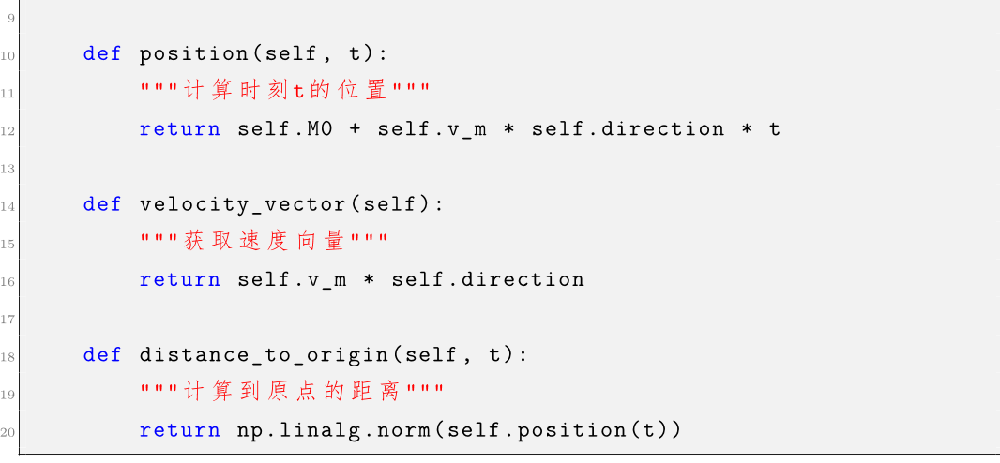 9
10     def position(self, t):
11         """计算时刻t的位置"""
12         return self.M0 + self.v_m * self.direction * t
13
14     def velocity_vector(self):
15         """获取速度向量"""
16         return self.v_m * self.direction
17
18     def distance_to_origin(self, t):
19         """计算到原点的距离"""
20         return np.linalg.norm(self.position(t))